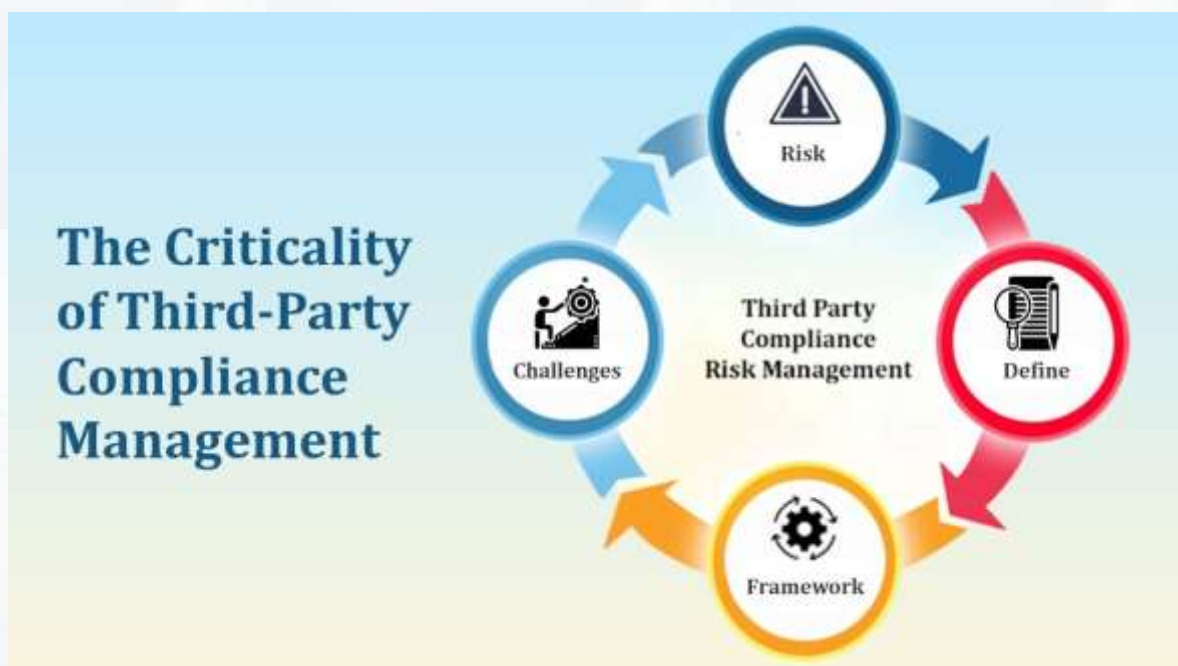 The Criticality
of Third-Party
Compliance
Management
Risk
Third Party
Compliance
Risk Management
Challenges
Define
Framework